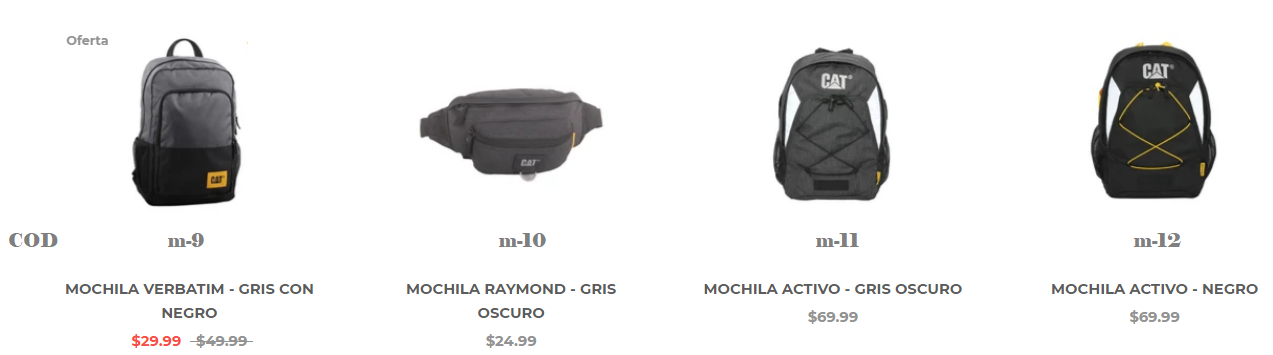 Oferta
CAT
CAT
CAT
CAT
COD m-9 m-10 m-11 m-12
MOCHILA VERBATIM - GRIS CON
NEGRO
$29.99 $49.99
MOCHILA RAYMOND - GRIS
OSCURO
$24.99
MOCHILA ACTIVO - GRIS OSCURO
$69.99
MOCHILA ACTIVO - NEGRO
$69.99